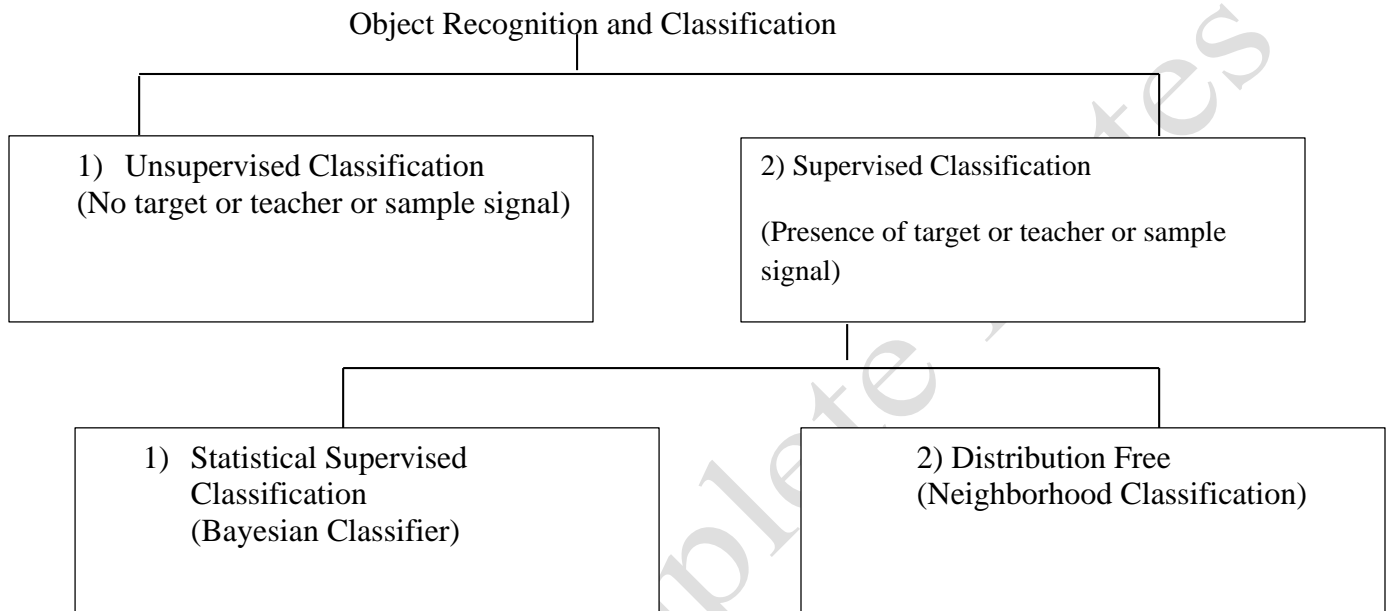 Object Recognition and Classification
1) Unsupervised Classification
(No target or teacher or sample signal)
2) Supervised Classification
(Presence of target or teacher or sample
signal)
1) Statistical Supervised
Classification
(Bayesian Classifier)
2) Distribution Free
(Neighborhood Classification)